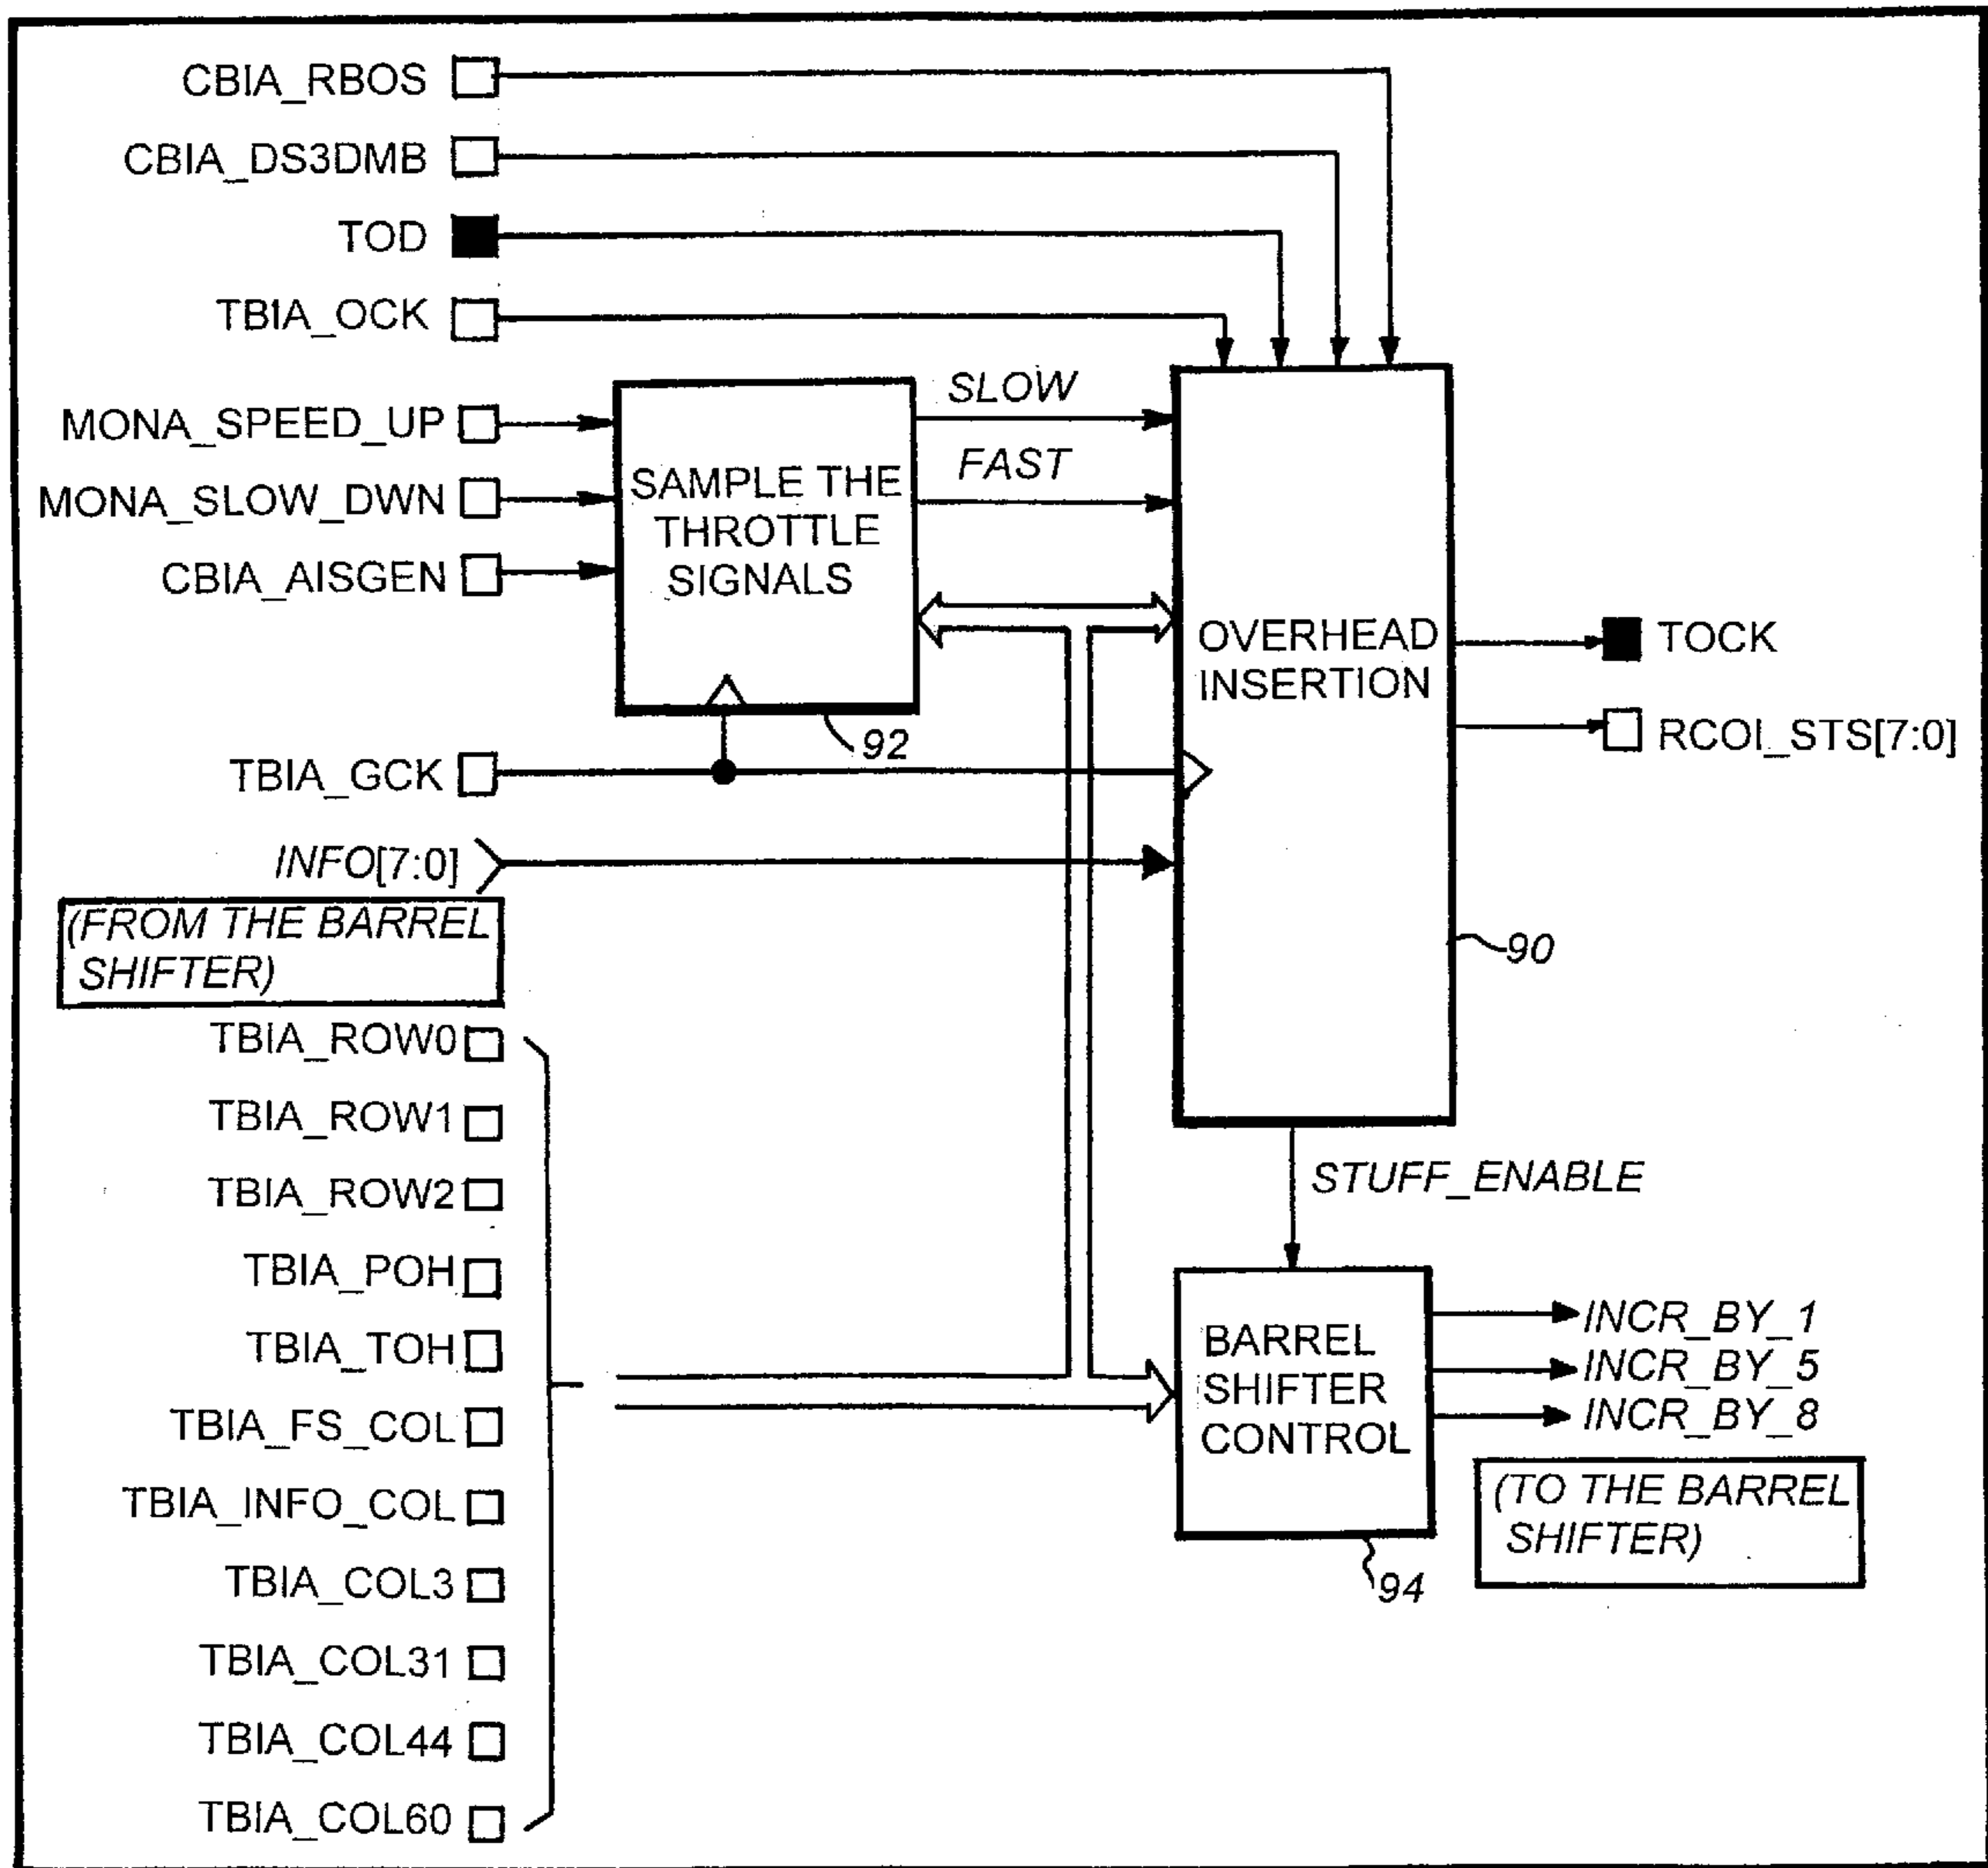 CBIA_RBOS
CBIA_DS3DMB
TOD
TBIA_OCK
MONA_SPEED_UP
MONA_SLOW_DWN
CBIA_AISGEN
SAMPLE THE
THROTTLE
SIGNALS
SLOW
FAST
92
OVERHEAD
INSERTION
TOCK
RCOI_STS[7:0]
TBIA_GCK
INFO[7:0]
(FROM THE BARREL
SHIFTER)
90
TBIA_ROW0
TBIA_ROW1
TBIA_ROW2
TBIA_POH
TBIA_TOH
TBIA_FS_COL
TBIA_INFO_COL
TBIA_COL3
TBIA_COL31
TBIA_COL44
TBIA_COL60
STUFF_ENABLE
BARREL
SHIFTER
CONTROL
INCR_BY_1
INCR_BY_5
INCR_BY_8
(TO THE BARREL
SHIFTER)
94